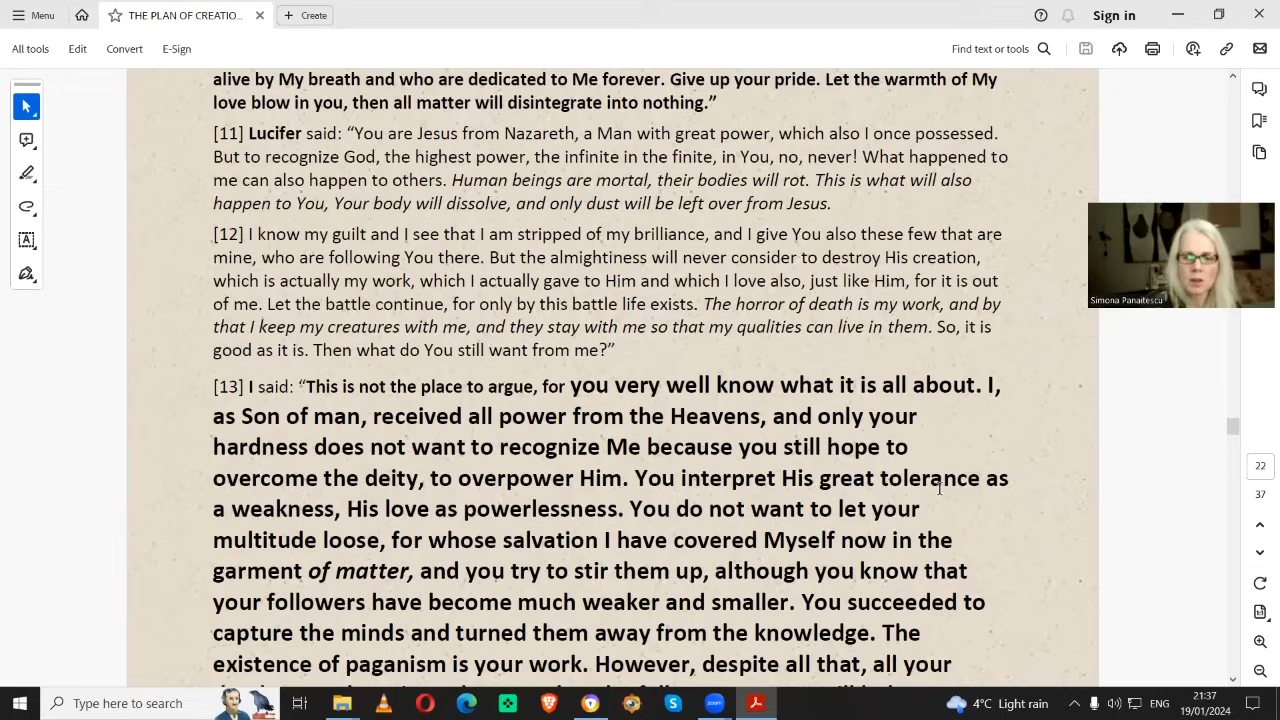 Menu
THE PLAN OF CREATIO...
Create
Sign in
All tools
Edit
Convert
E-Sign
Find text or tools
alive by My breath and who are dedicated to Me forever. Give up your pride. Let the warmth of My
love blow in you, then all matter will disintegrate into nothing.”
[11] Lucifer said: “You are Jesus from Nazareth, a Man with great power, which also I once possessed.
But to recognize God, the highest power, the infinite in the finite, in You, no, never! What happened to
me can also happen to others. Human beings are mortal, their bodies will rot. This is what will also
happen to You, Your body will dissolve, and only dust will be left over from Jesus.
[12] I know my guilt and I see that I am stripped of my brilliance, and I give You also these few that are
mine, who are following You there. But the almightiness will never consider to destroy His creation,
which is actually my work, which I actually gave to Him and which I love also, just like Him, for it is out
of me. Let the battle continue, for only by this battle life exists. The horror of death is my work, and by
that I keep my creatures with me, and they stay with me so that my qualities can live in them. So, it is
good as it is. Then what do You still want from me?”
[13] I said: “This is not the place to argue, for you very well know what it is all about. I,
as Son of man, received all power from the Heavens, and only your
hardness does not want to recognize Me because you still hope to
overcome the deity, to overpower Him. You interpret His great tolerance as
a weakness, His love as powerlessness. You do not want to let your
multitude loose, for whose salvation I have covered Myself now in the
garment of matter, and you try to stir them up, although you know that
your followers have become much weaker and smaller. You succeeded to
capture the minds and turned them away from the knowledge. The
existence of paganism is your work. However, despite all that, all your
Simona Panaitescu
22
37
Type here to search
zoom
4°C Light rain
ENG
21:37
19/01/2024